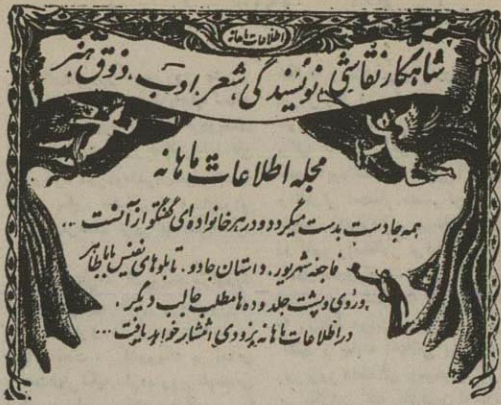 اطلاعات ماهانه
شاهکار نقاشی، نویسندگی، شعر، ادب، ذوق، هنر
مجله اطلاعات ماهانه
همه جا دست بدست میگردد و در هر خانواده‌ای گفتگو از آنست ...
فاجعه شهریور، داستان جادو، تابلوهای نفیس باباطاهر
در روی و پشت جلد و ده‌ها مطلب جالب دیگر.
در اطلاعات ماهانه بزودی انتشار خواهد یافت ...